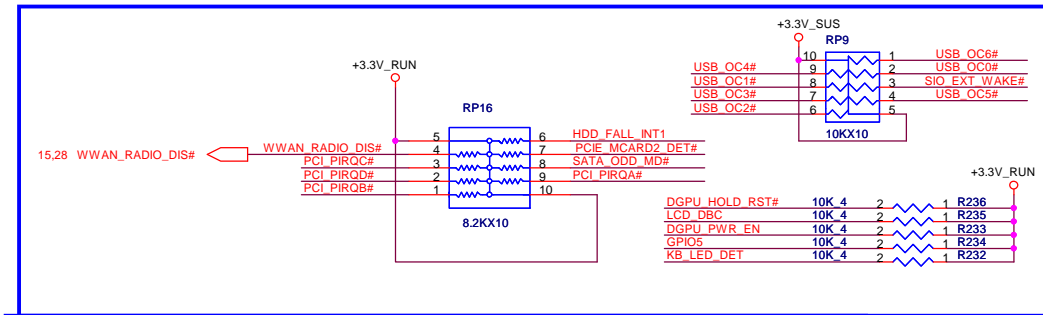 +3.3V_SUS
RP9
10 1 USB_OC6#
USB_OC4# 9 2 USB_OC0#
USB_OC1# 8 3 SIO_EXT_WAKE#
USB_OC3# 7 4 USB_OC5#
USB_OC2# 6 5
10KX10
+3.3V_RUN
RP16
5 6 HDD_FALL_INT1
15,28 WWAN_RADIO_DIS# WWAN_RADIO_DIS# 4 7 PCIE_MCARD2_DET#
PCI_PIRQC# 3 8 SATA_ODD_MD#
PCI_PIRQD# 2 9 PCI_PIRQA#
PCI_PIRQB# 1 10
8.2KX10
+3.3V_RUN
DGPU_HOLD_RST# 10K_4 2 1 R236
LCD_DBC 10K_4 2 1 R235
DGPU_PWR_EN 10K_4 2 1 R233
GPIO5 10K_4 2 1 R234
KB_LED_DET 10K_4 2 1 R232